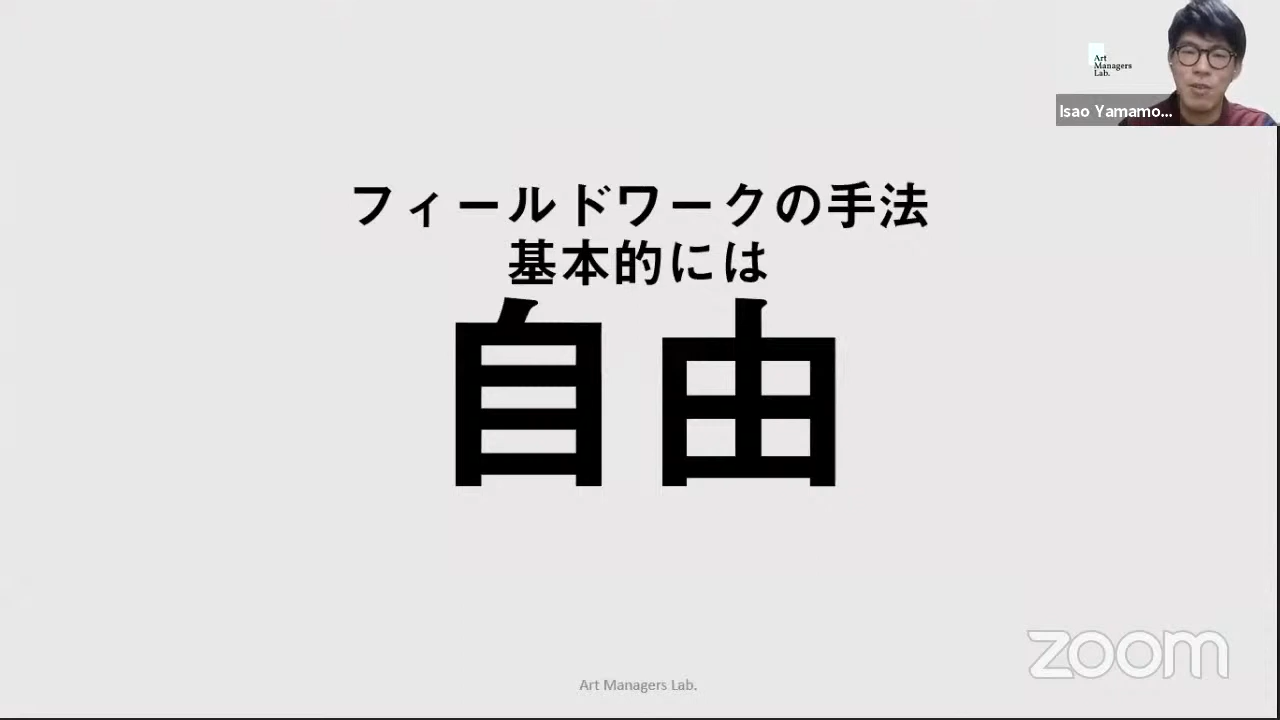 Art
Managers
Lab.
Isao Yamamo...
フィールドワークの手法
基本的には
自由
zoom
Art Managers Lab.